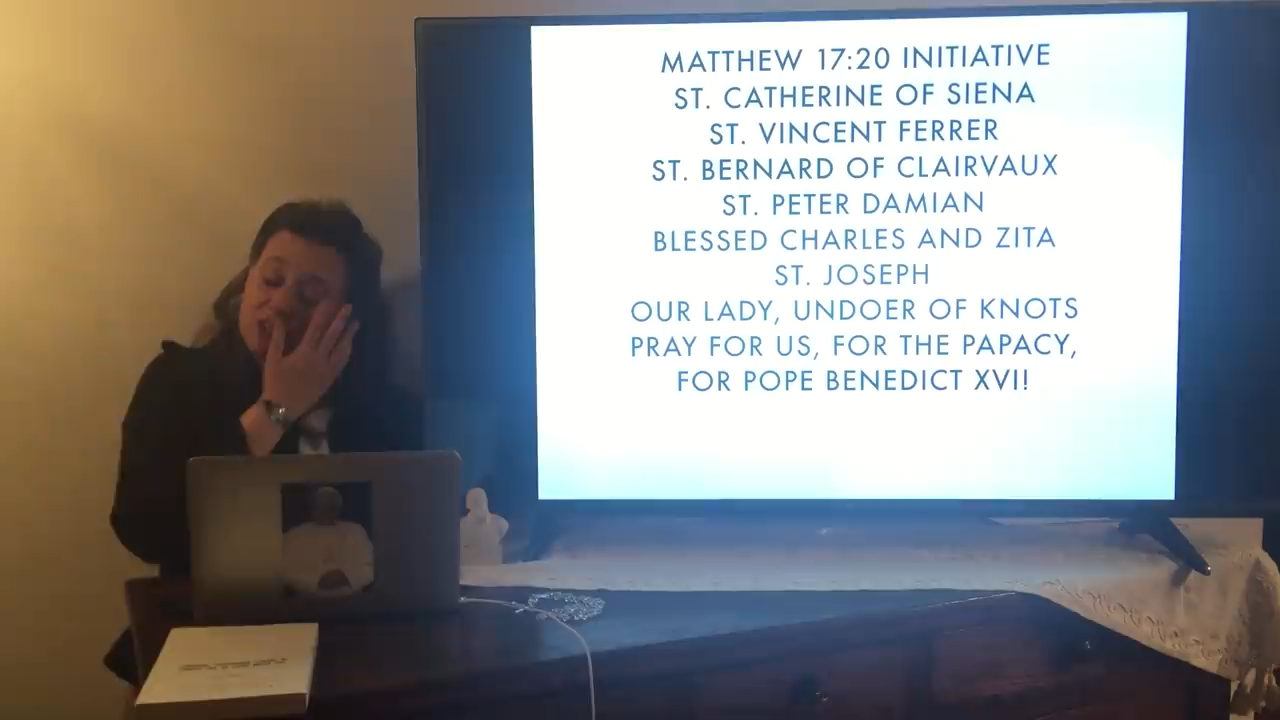 MATTHEW 17:20 INITIATIVE
ST. CATHERINE OF SIENA
ST. VINCENT FERRER
ST. BERNARD OF CLAIRVAUX
ST. PETER DAMIAN
BLESSED CHARLES AND ZITA
ST. JOSEPH
OUR LADY, UNDOER OF KNOTS
PRAY FOR US, FOR THE PAPACY,
FOR POPE BENEDICT XVI!